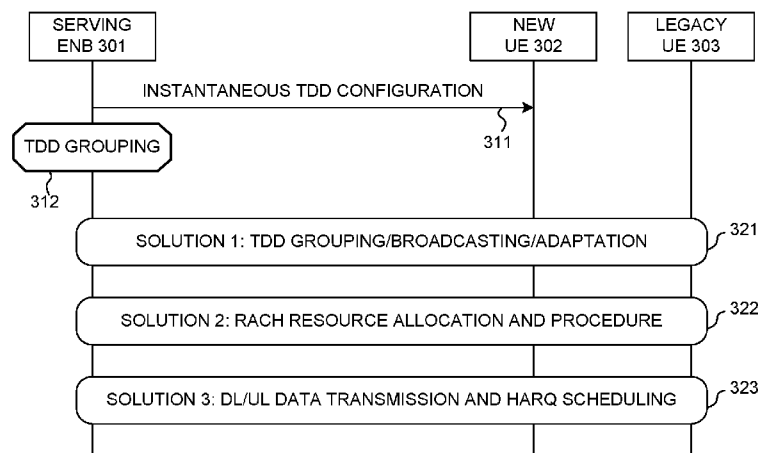 SERVING
ENB 301
NEW
UE 302
LEGACY
UE 303
INSTANTANEOUS TDD CONFIGURATION
311
TDD GROUPING
312
SOLUTION 1: TDD GROUPING/BROADCASTING/ADAPTATION
321
SOLUTION 2: RACH RESOURCE ALLOCATION AND PROCEDURE
322
SOLUTION 3: DL/UL DATA TRANSMISSION AND HARQ SCHEDULING
323